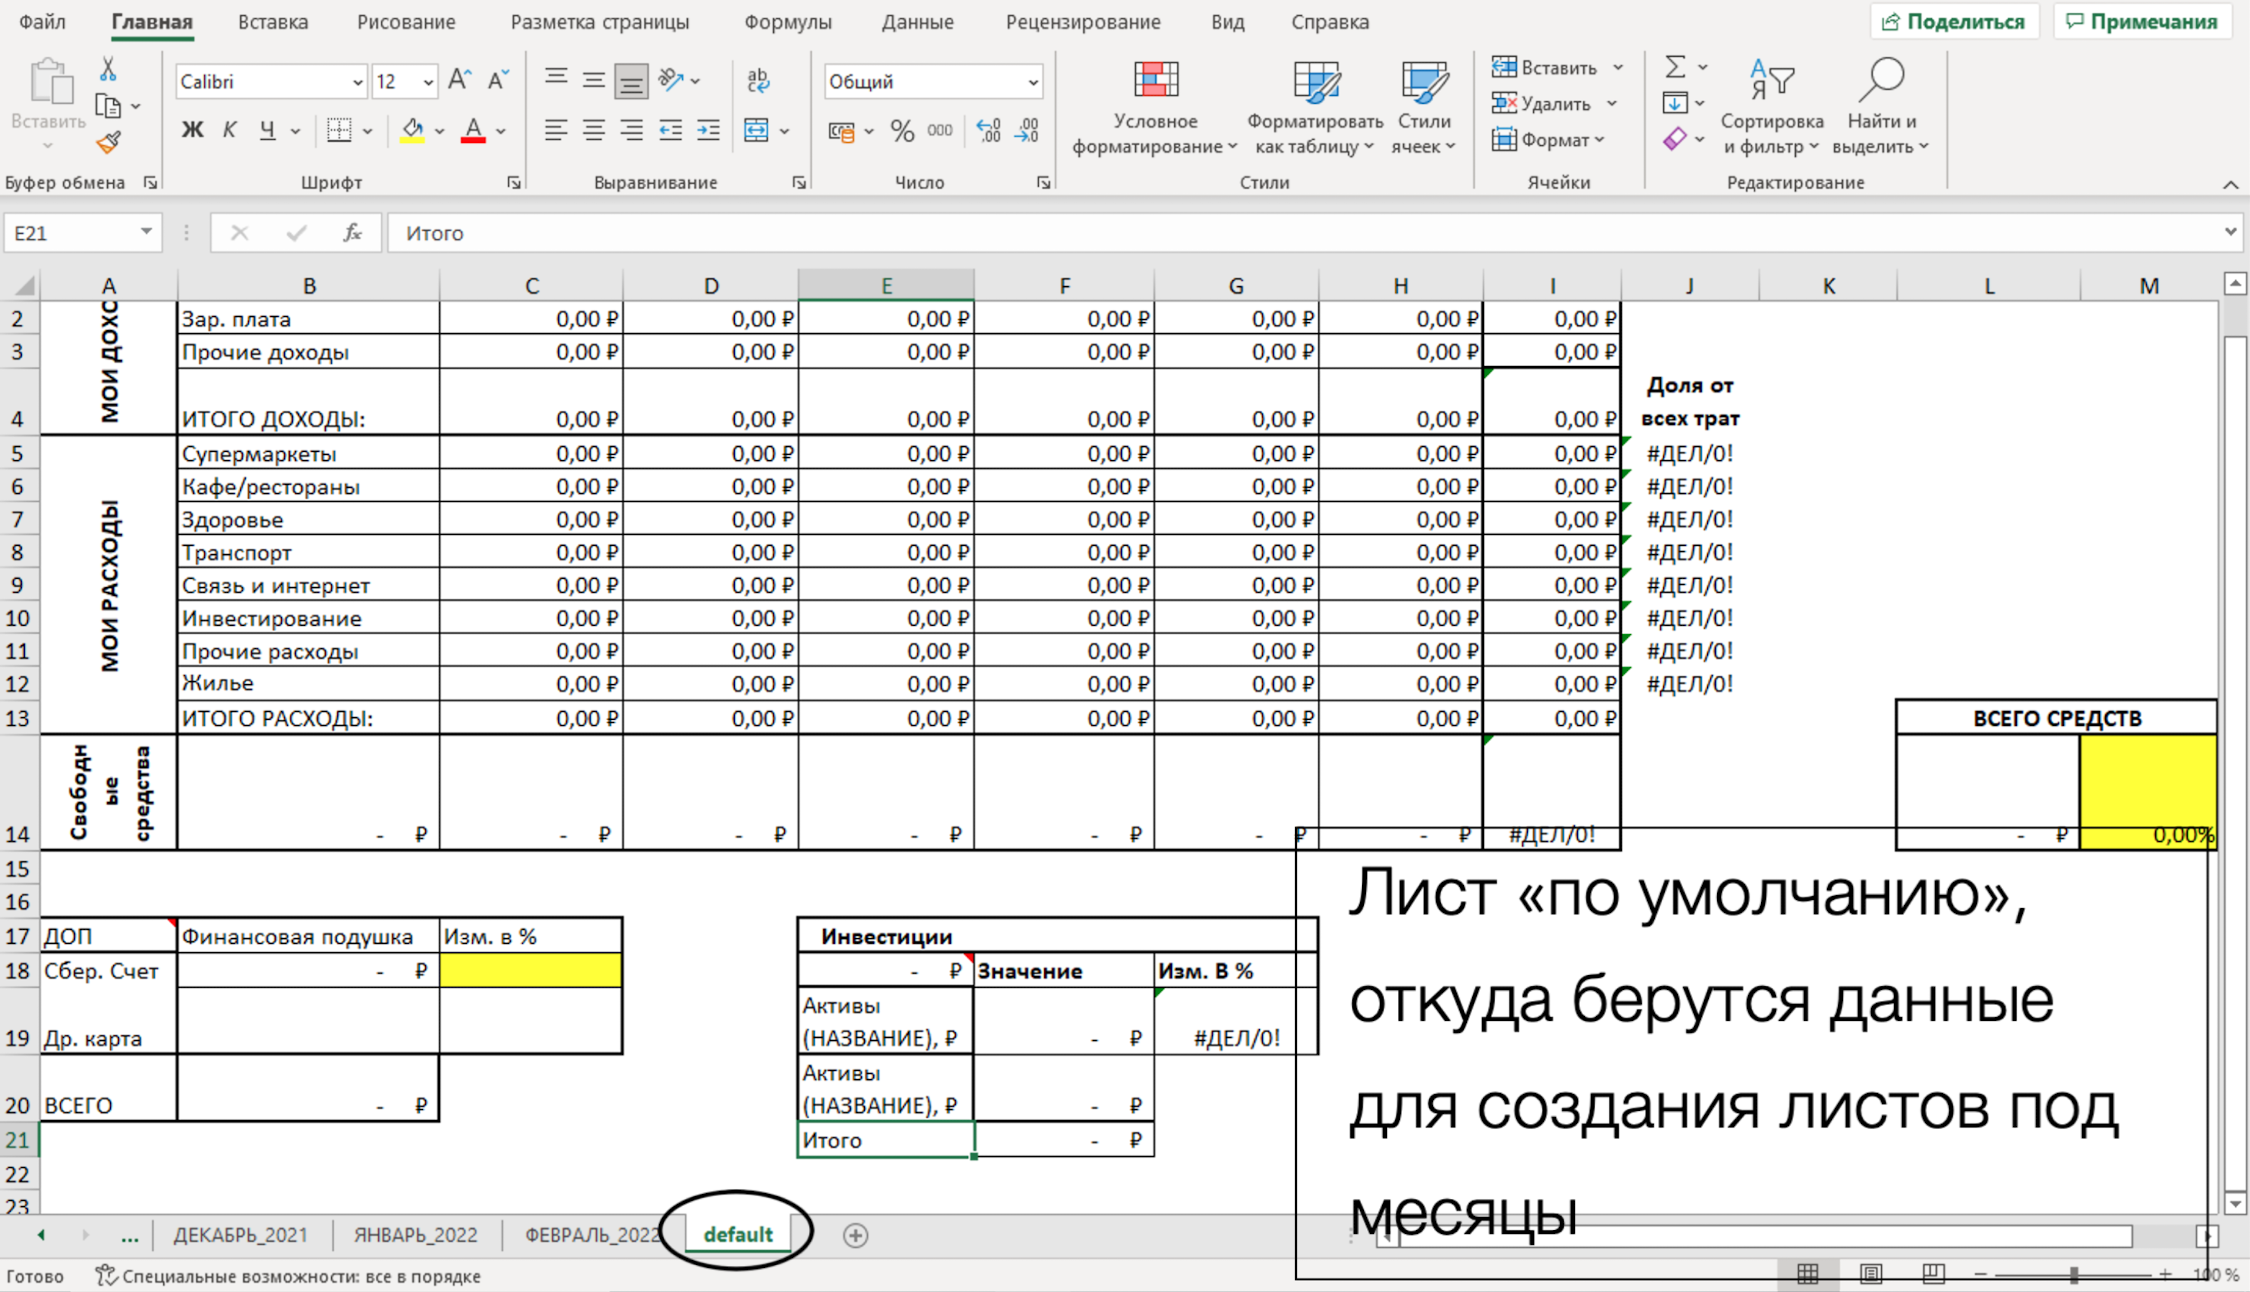 Файл Главная Вставка Рисование Разметка страницы Формулы Данные Рецензирование Вид Справка Поделиться Примечания
Вставить
Calibri 12
Ж К Ч
ab
Общий
% 000
Условное форматирование
Форматировать как таблицу
Стили ячеек
Вставить
Удалить
Формат
Сортировка и фильтр
Найти и выделить
Буфер обмена Шрифт Выравнивание Число Стили Ячейки Редактирование
E21 fx Итого
A B C D E F G H I J K L M
МОИ ДОХО
2 Зар. плата 0,00 ₽ 0,00 ₽ 0,00 ₽ 0,00 ₽ 0,00 ₽ 0,00 ₽ 0,00 ₽
3 Прочие доходы 0,00 ₽ 0,00 ₽ 0,00 ₽ 0,00 ₽ 0,00 ₽ 0,00 ₽ 0,00 ₽
Доля от
4 ИТОГО ДОХОДЫ: 0,00 ₽ 0,00 ₽ 0,00 ₽ 0,00 ₽ 0,00 ₽ 0,00 ₽ 0,00 ₽ всех трат
МОИ РАСХОДЫ
5 Супермаркеты 0,00 ₽ 0,00 ₽ 0,00 ₽ 0,00 ₽ 0,00 ₽ 0,00 ₽ 0,00 ₽ #ДЕЛ/0!
6 Кафе/рестораны 0,00 ₽ 0,00 ₽ 0,00 ₽ 0,00 ₽ 0,00 ₽ 0,00 ₽ 0,00 ₽ #ДЕЛ/0!
7 Здоровье 0,00 ₽ 0,00 ₽ 0,00 ₽ 0,00 ₽ 0,00 ₽ 0,00 ₽ 0,00 ₽ #ДЕЛ/0!
8 Транспорт 0,00 ₽ 0,00 ₽ 0,00 ₽ 0,00 ₽ 0,00 ₽ 0,00 ₽ 0,00 ₽ #ДЕЛ/0!
9 Связь и интернет 0,00 ₽ 0,00 ₽ 0,00 ₽ 0,00 ₽ 0,00 ₽ 0,00 ₽ 0,00 ₽ #ДЕЛ/0!
10 Инвестирование 0,00 ₽ 0,00 ₽ 0,00 ₽ 0,00 ₽ 0,00 ₽ 0,00 ₽ 0,00 ₽ #ДЕЛ/0!
11 Прочие расходы 0,00 ₽ 0,00 ₽ 0,00 ₽ 0,00 ₽ 0,00 ₽ 0,00 ₽ 0,00 ₽ #ДЕЛ/0!
12 Жилье 0,00 ₽ 0,00 ₽ 0,00 ₽ 0,00 ₽ 0,00 ₽ 0,00 ₽ 0,00 ₽ #ДЕЛ/0!
13 ИТОГО РАСХОДЫ: 0,00 ₽ 0,00 ₽ 0,00 ₽ 0,00 ₽ 0,00 ₽ 0,00 ₽ 0,00 ₽ ВСЕГО СРЕДСТВ
Свободн
ые
средства
14 - ₽ - ₽ - ₽ - ₽ - ₽ - ₽ - ₽ #ДЕЛ/0! - ₽ 0,00%
15
16
17 ДОП Финансовая подушка Изм. в % Инвестиции
18 Сбер. Счет - ₽ - ₽ Значение Изм. В %
Активы
19 Др. карта (НАЗВАНИЕ), ₽ - ₽ #ДЕЛ/0!
Активы
20 ВСЕГО - ₽ (НАЗВАНИЕ), ₽ - ₽
21 Итого - ₽
22
23
Лист «по умолчанию»,
откуда берутся данные
для создания листов под
месяцы
... ДЕКАБРЬ_2021 ЯНВАРЬ_2022 ФЕВРАЛЬ_2022 default
Готово Специальные возможности: все в порядке 100 %